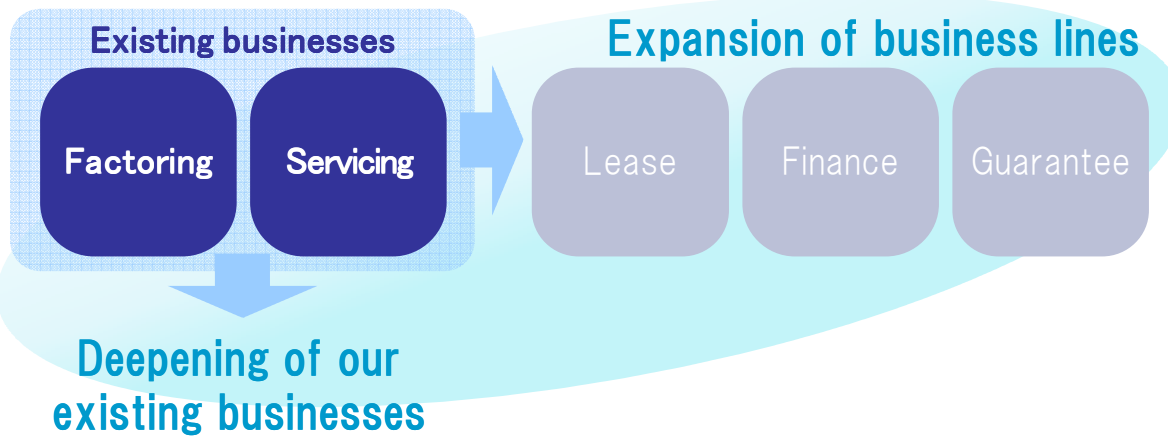 Existing businesses
Expansion of business lines
Factoring
Servicing
Lease
Finance
Guarantee
Deepening of our
existing businesses